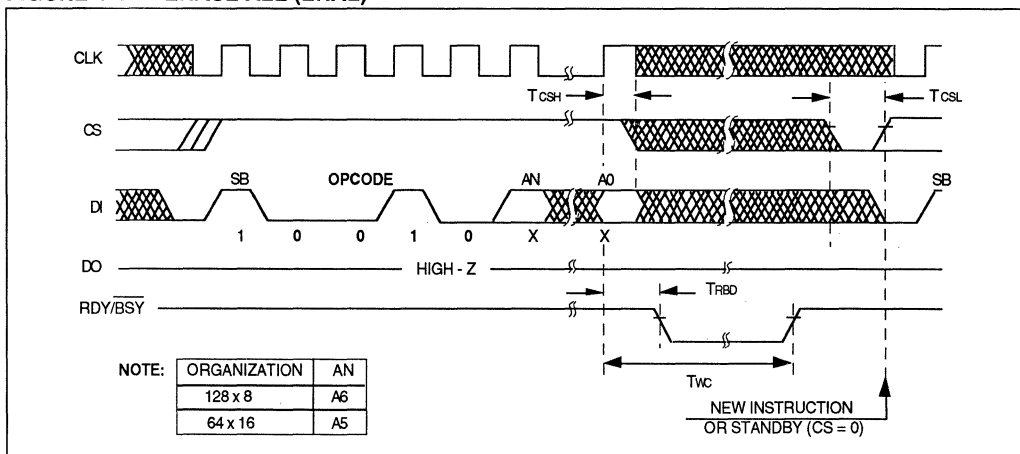 CLK
TCSH
TCSL
CS
SB OPCODE AN A0 SB
DI
1 0 0 1 0 X X
DO HIGH - Z
TRBD
RDY/BSY
TWC
NOTE: ORGANIZATION AN
128 x 8 A6
64 x 16 A5
NEW INSTRUCTION
OR STANDBY (CS = 0)